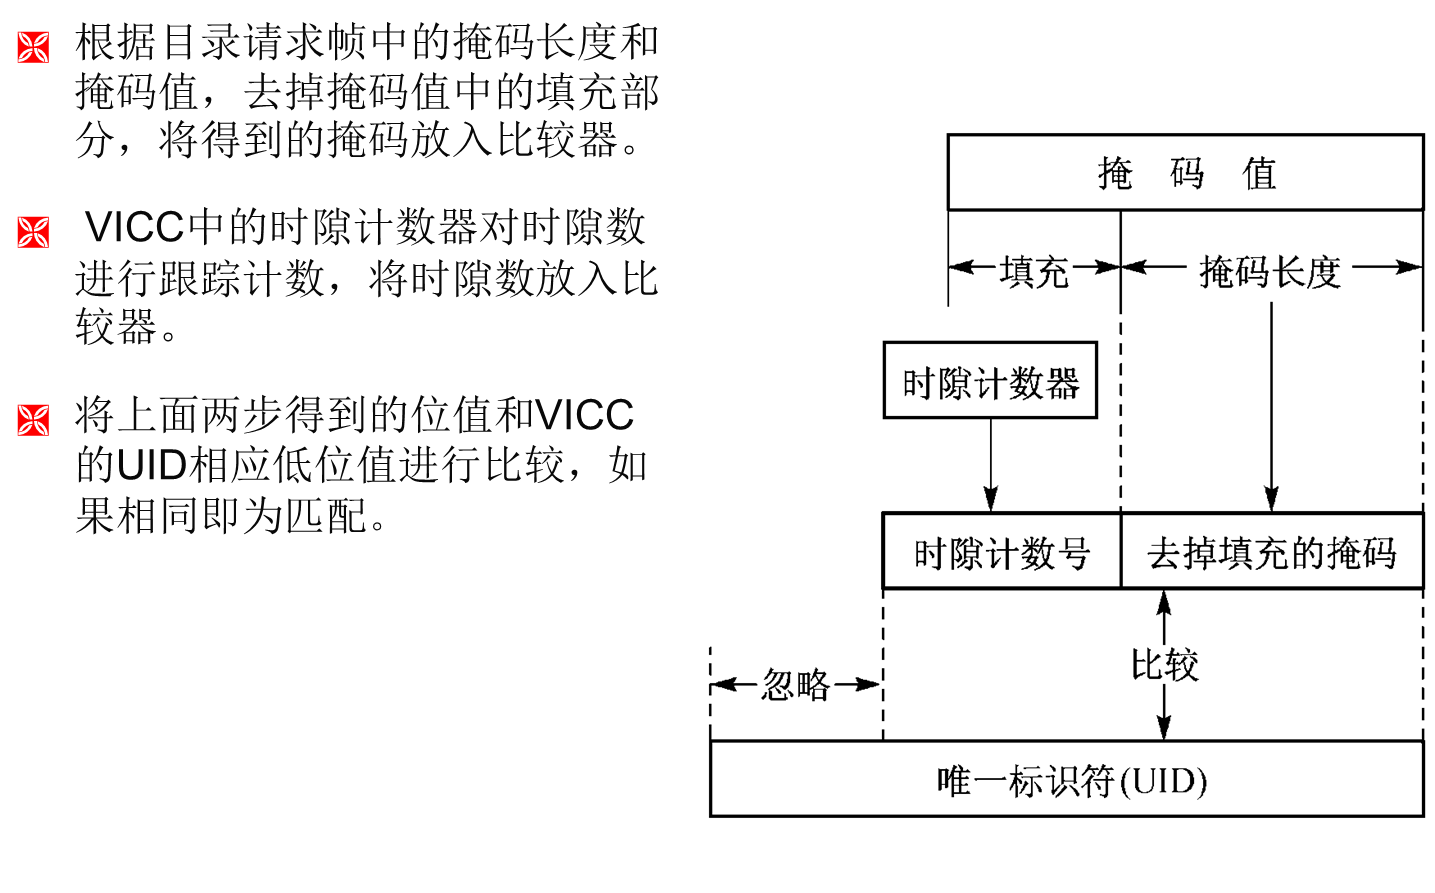 根据目录请求帧中的掩码长度和
掩码值，去掉掩码值中的填充部
分，将得到的掩码放入比较器。
VICC中的时隙计数器对时隙数
进行跟踪计数，将时隙数放入比
较器。
将上面两步得到的位值和VICC
的UID相应低位值进行比较，如
果相同即为匹配。
掩 码 值
填充
掩码长度
时隙计数器
时隙计数号
去掉填充的掩码
比较
忽略
唯一标识符(UID)